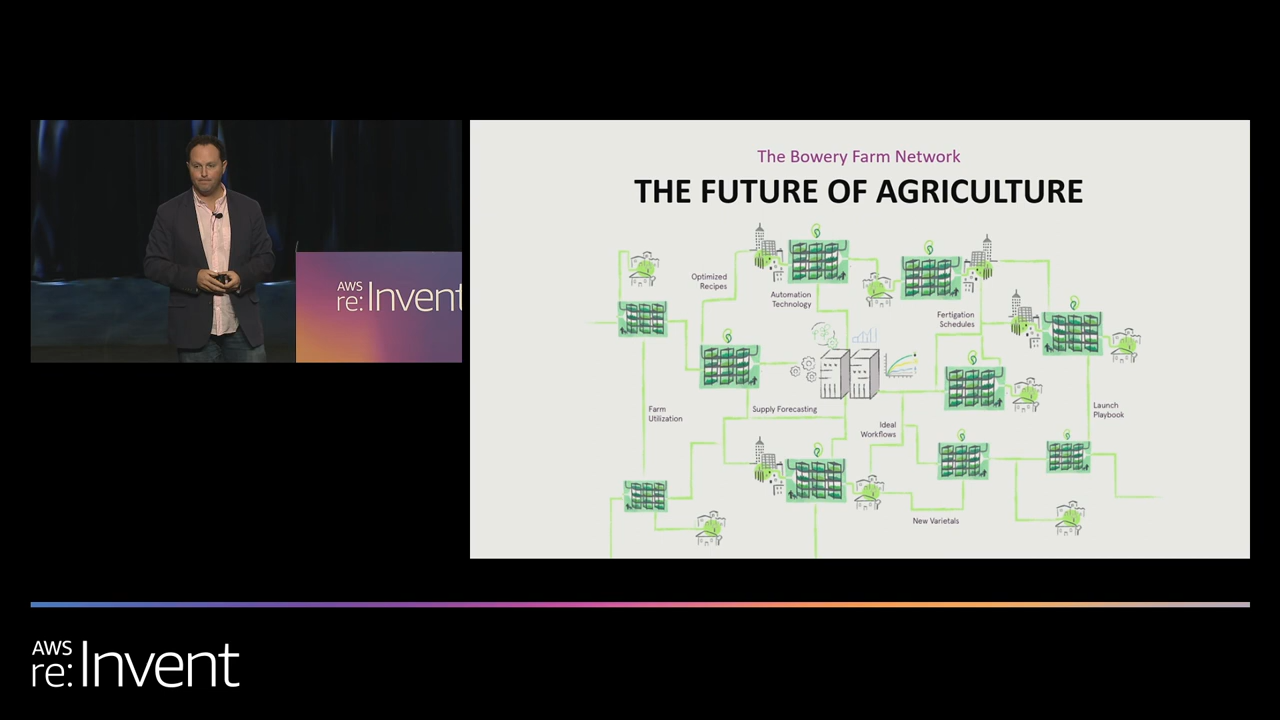 AWS
re:Invent
The Bowery Farm Network
THE FUTURE OF AGRICULTURE
Optimized
Recipes
Automation
Technology
Fertigation
Schedules
Farm
Utilization
Supply Forecasting
Ideal
Workflows
Launch
Playbook
New Varietals
AWS
re:Invent